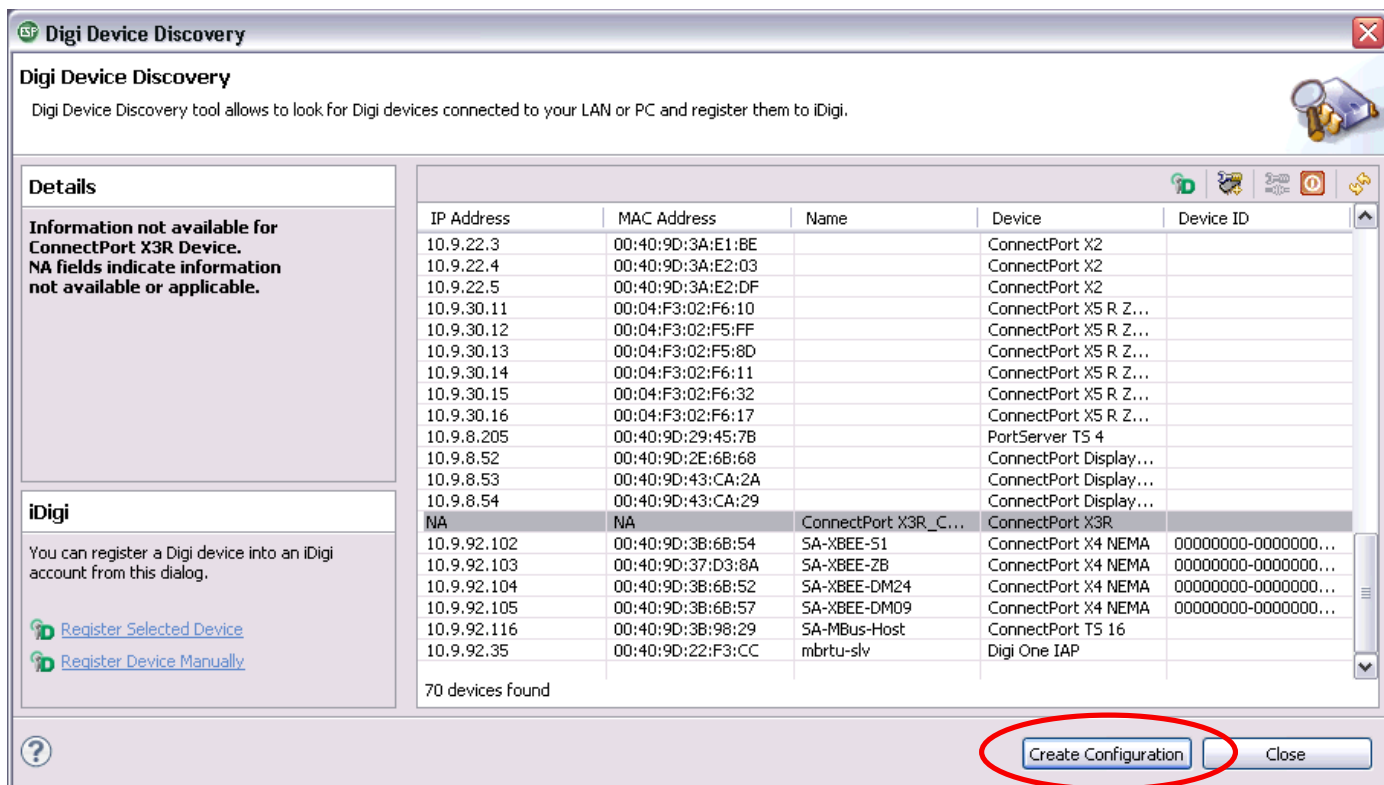 ESP Digi Device Discovery
Digi Device Discovery
Digi Device Discovery tool allows to look for Digi devices connected to your LAN or PC and register them to iDigi.
Details
Information not available for
ConnectPort X3R Device.
NA fields indicate information
not available or applicable.
iDigi
You can register a Digi device into an iDigi
account from this dialog.
Register Selected Device
Register Device Manually
IP Address MAC Address Name Device Device ID
10.9.22.3 00:40:9D:3A:E1:BE ConnectPort X2
10.9.22.4 00:40:9D:3A:E2:03 ConnectPort X2
10.9.22.5 00:40:9D:3A:E2:DF ConnectPort X2
10.9.30.11 00:04:F3:02:F6:10 ConnectPort X5 R Z...
10.9.30.12 00:04:F3:02:F5:FF ConnectPort X5 R Z...
10.9.30.13 00:04:F3:02:F5:8D ConnectPort X5 R Z...
10.9.30.14 00:04:F3:02:F6:11 ConnectPort X5 R Z...
10.9.30.15 00:04:F3:02:F6:32 ConnectPort X5 R Z...
10.9.30.16 00:04:F3:02:F6:17 ConnectPort X5 R Z...
10.9.8.205 00:40:9D:29:45:7B PortServer TS 4
10.9.8.52 00:40:9D:2E:6B:68 ConnectPort Display...
10.9.8.53 00:40:9D:43:CA:2A ConnectPort Display...
10.9.8.54 00:40:9D:43:CA:29 ConnectPort Display...
NA NA ConnectPort X3R_C... ConnectPort X3R
10.9.92.102 00:40:9D:3B:6B:54 SA-XBEE-S1 ConnectPort X4 NEMA 00000000-0000000...
10.9.92.103 00:40:9D:37:D3:8A SA-XBEE-ZB ConnectPort X4 NEMA 00000000-0000000...
10.9.92.104 00:40:9D:3B:6B:52 SA-XBEE-DM24 ConnectPort X4 NEMA 00000000-0000000...
10.9.92.105 00:40:9D:3B:6B:57 SA-XBEE-DM09 ConnectPort X4 NEMA 00000000-0000000...
10.9.92.116 00:40:9D:3B:98:29 SA-MBus-Host ConnectPort TS 16
10.9.92.35 00:40:9D:22:F3:CC mbrtu-slv Digi One IAP
70 devices found
Create Configuration Close